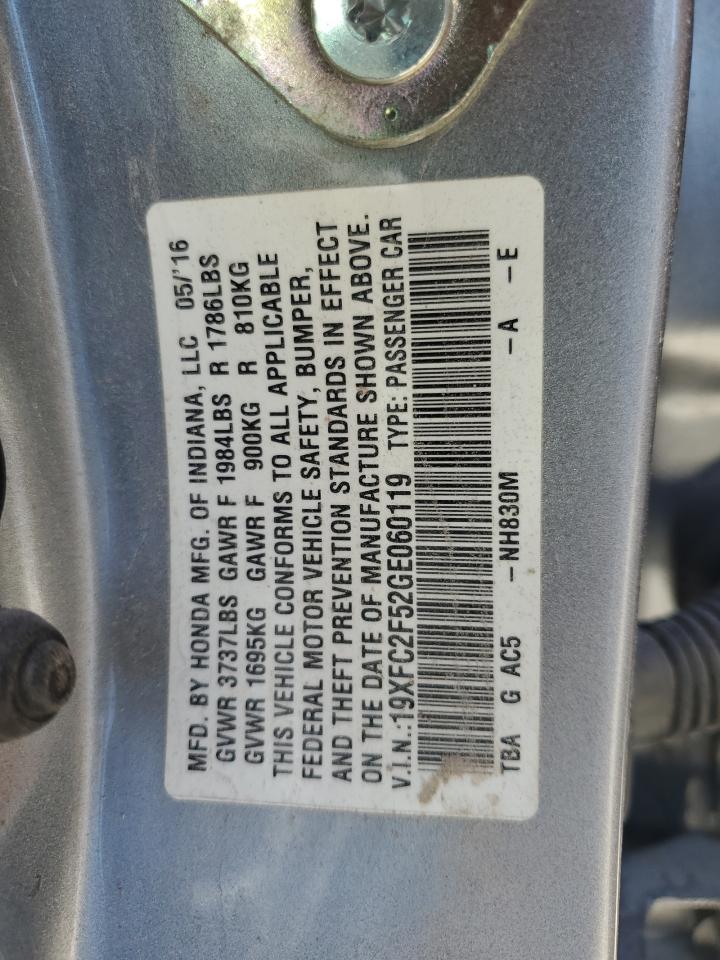 MFD. BY HONDA MFG. OF INDIANA, LLC 05/'16
GVWR 3737LBS GAWR F 1984LBS R 1786LBS
GVWR 1695KG GAWR F 900KG R 810KG
THIS VEHICLE CONFORMS TO ALL APPLICABLE
FEDERAL MOTOR VEHICLE SAFETY, BUMPER,
AND THEFT PREVENTION STANDARDS IN EFFECT
ON THE DATE OF MANUFACTURE SHOWN ABOVE.
V.I.N.:19XFC2F52GE060119 TYPE: PASSENGER CAR
TBA G AC5 -NH830M -A -E